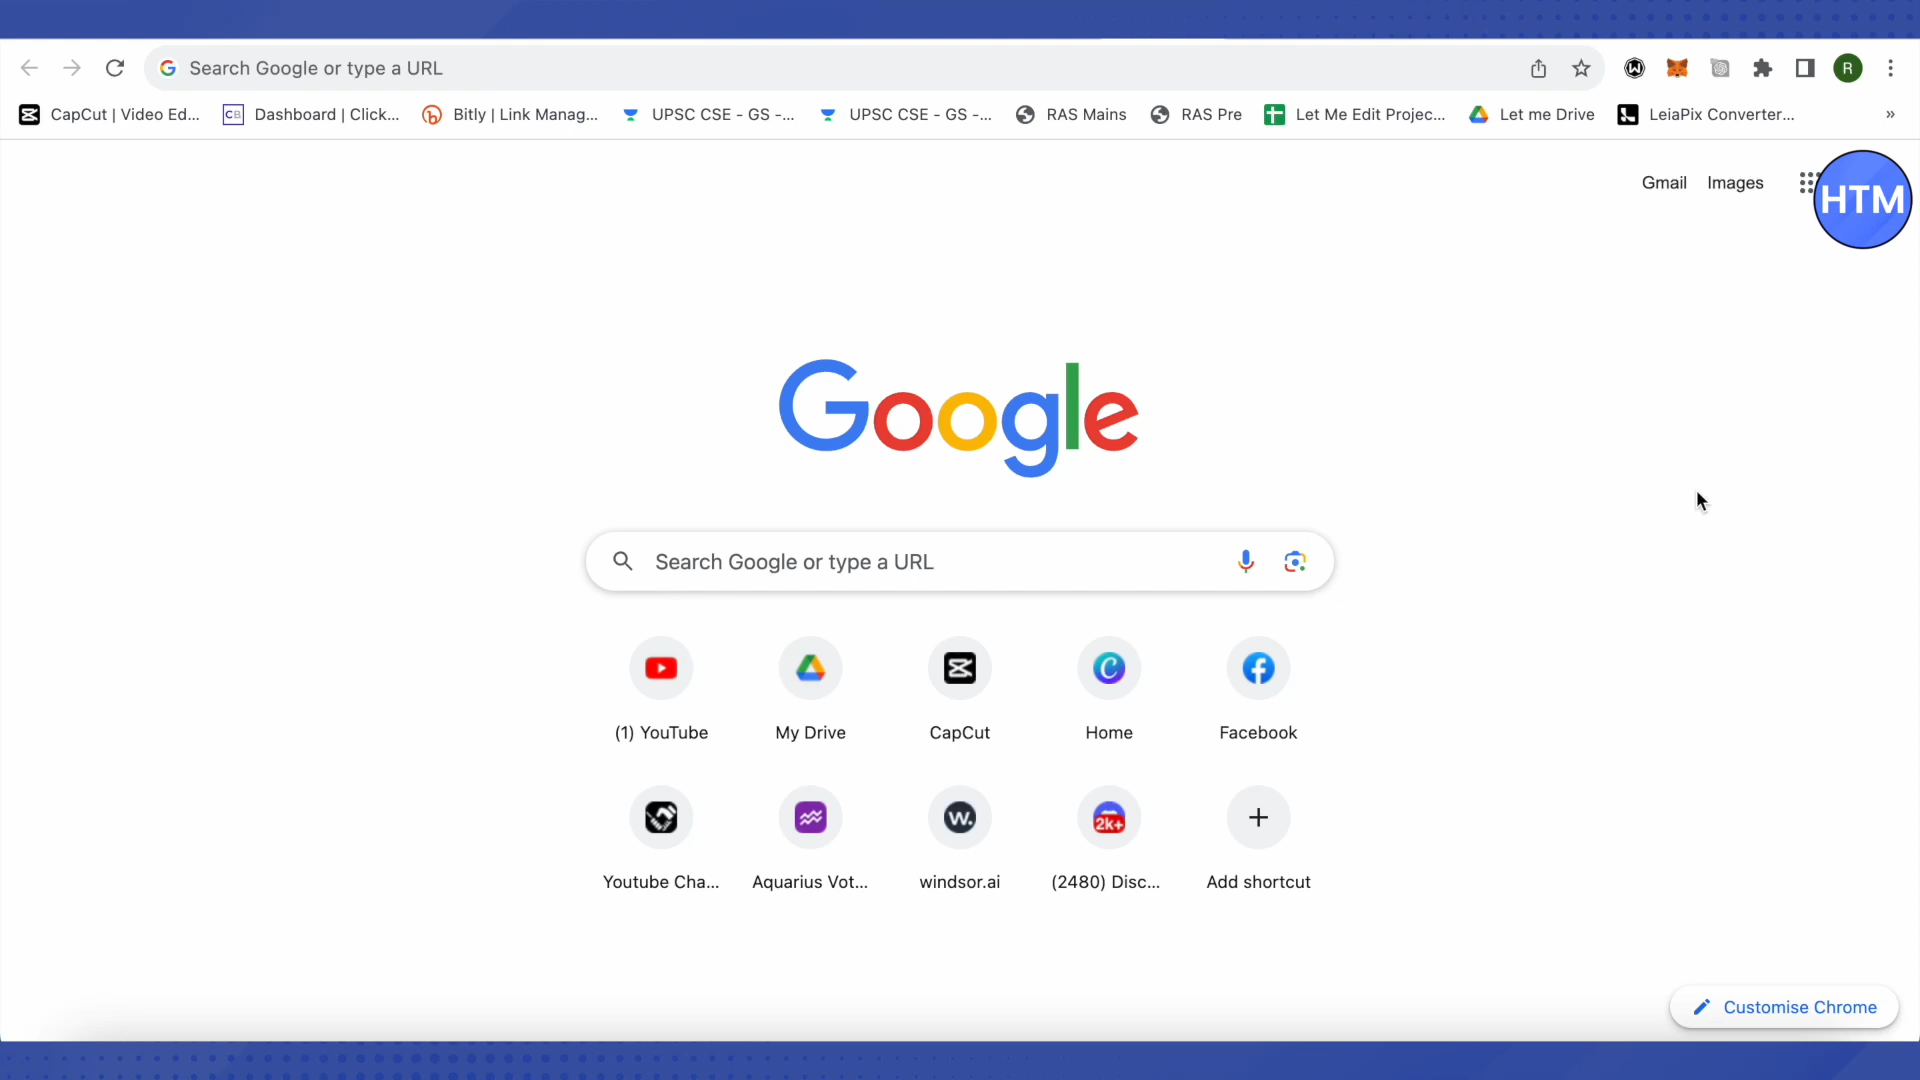 Search Google or type a URL
R
CapCut | Video Ed...
CB Dashboard | Click...
Bitly | Link Manag...
UPSC CSE - GS -...
UPSC CSE - GS -...
RAS Mains
RAS Pre
Let Me Edit Projec...
Let me Drive
LeiaPix Converter...
»
Gmail Images
HTM
Google
Search Google or type a URL
(1) YouTube
My Drive
CapCut
Home
Facebook
w.
2k+
Youtube Cha...
Aquarius Vot...
windsor.ai
(2480) Disc...
Add shortcut
Customise Chrome